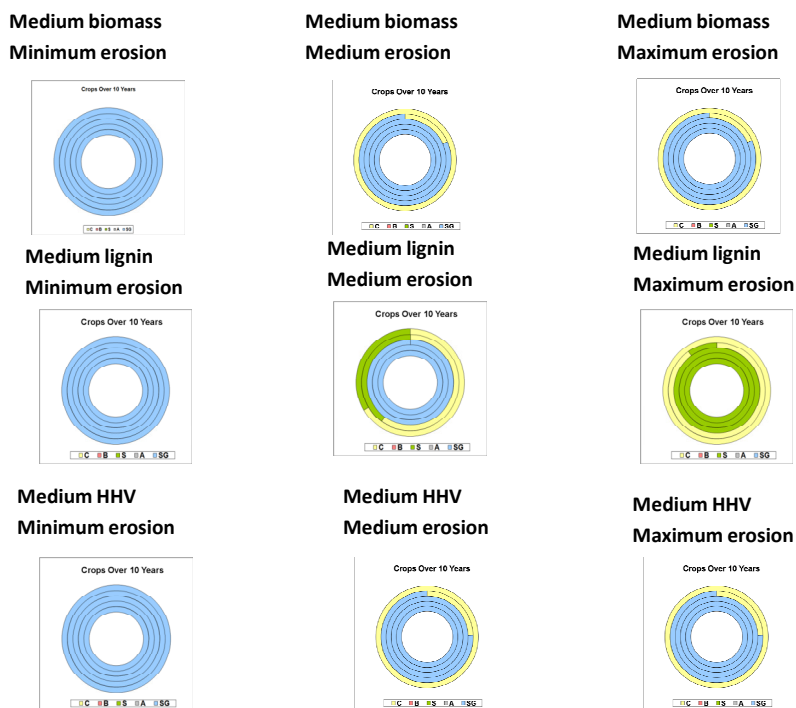 Medium biomass
Minimum erosion
Medium biomass
Medium erosion
Medium biomass
Maximum erosion
Crops Over 10 Years
Crops Over 10 Years
Crops Over 10 Years
C B S A SG
C B S A SG
C B S A SG
Medium lignin
Minimum erosion
Medium lignin
Medium erosion
Medium lignin
Maximum erosion
Crops Over 10 Years
Crops Over 10 Years
Crops Over 10 Years
C B S A SG
C B S A SG
C B S A SG
Medium HHV
Minimum erosion
Medium HHV
Medium erosion
Medium HHV
Maximum erosion
Crops Over 10 Years
Crops Over 10 Years
Crops Over 10 Years
C B S A SG
C B S A SG
C B S A SG